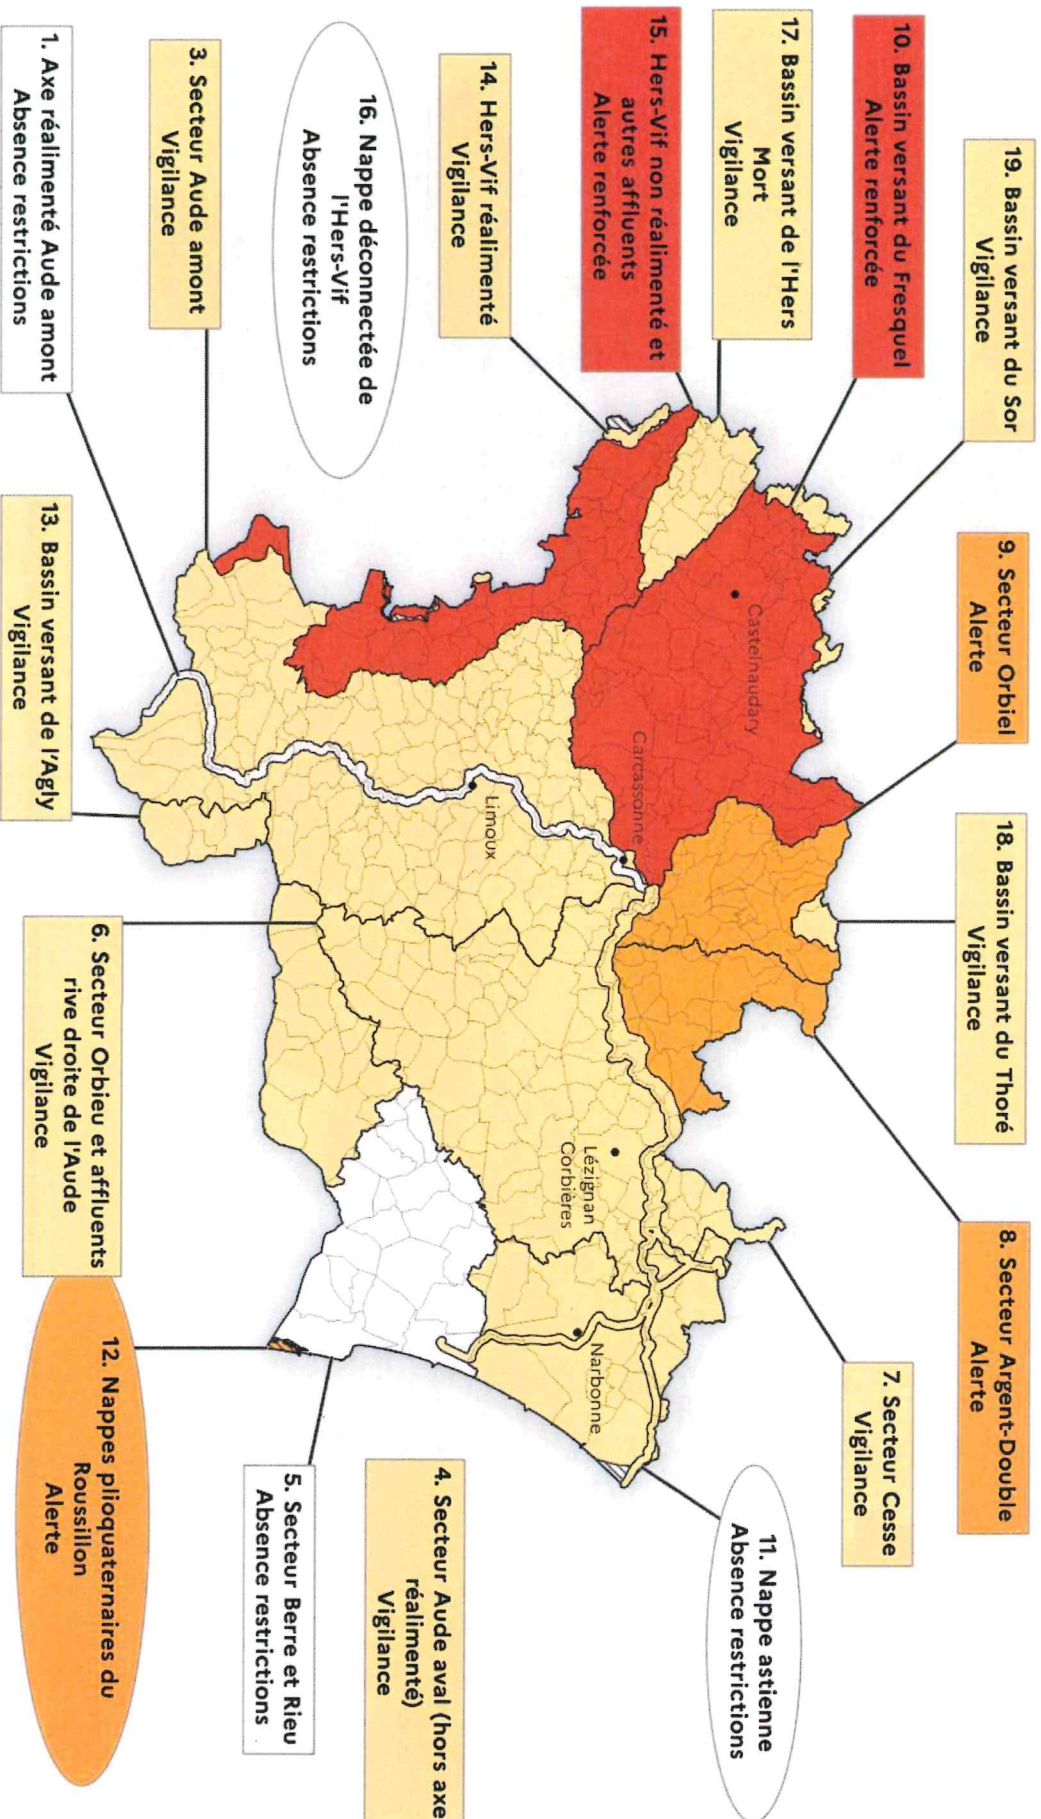 19. Bassin versant du Sor
Vigilance
10. Bassin versant du Fresquel
Alerte renforcée
17. Bassin versant de l'Hers
Mort
Vigilance
15. Hers-Vif non réalimenté et
autres affluents
Alerte renforcée
14. Hers-Vif réalimenté
Vigilance
16. Nappe déconnectée de
l'Hers-Vif
Absence restrictions
3. Secteur Aude amont
Vigilance
1. Axe réalimenté Aude amont
Absence restrictions
9. Secteur Orbiel
Alerte
18. Bassin versant du Thoré
Vigilance
8. Secteur Argent-Double
Alerte
7. Secteur Cesse
Vigilance
11. Nappe astienne
Absence restrictions
Castelnaudary
Carcassonne
Limoux
Lézignan
Corbières
Narbonne
4. Secteur Aude aval (hors axe
réalimenté)
Vigilance
5. Secteur Berre et Rieu
Absence restrictions
13. Bassin versant de l'Agly
Vigilance
6. Secteur Orbieu et affluents
rive droite de l'Aude
Vigilance
12. Nappes plioquaternaires du
Roussillon
Alerte